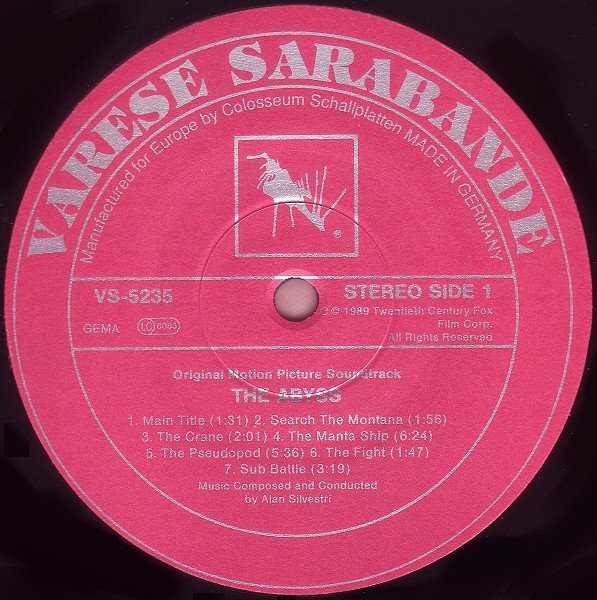 VARESE SARABANDE
Manufactured for Europe by Colosseum Schallplatten MADE IN GERMANY
®
VS-5235
STEREO SIDE 1
GEMA LC 6083
℗ © 1989 Twentieth Century Fox
Film Corp.
All Rights Reserved
Original Motion Picture Soundtrack
THE ABYSS
1. Main Title (1:31) 2. Search The Montana (1:56)
3. The Crane (2:01) 4. The Manta Ship (6:24)
5. The Pseudopod (5:36) 6. The Fight (1:47)
7. Sub Battle (3:19)
Music Composed and Conducted
by Alan Silvestri